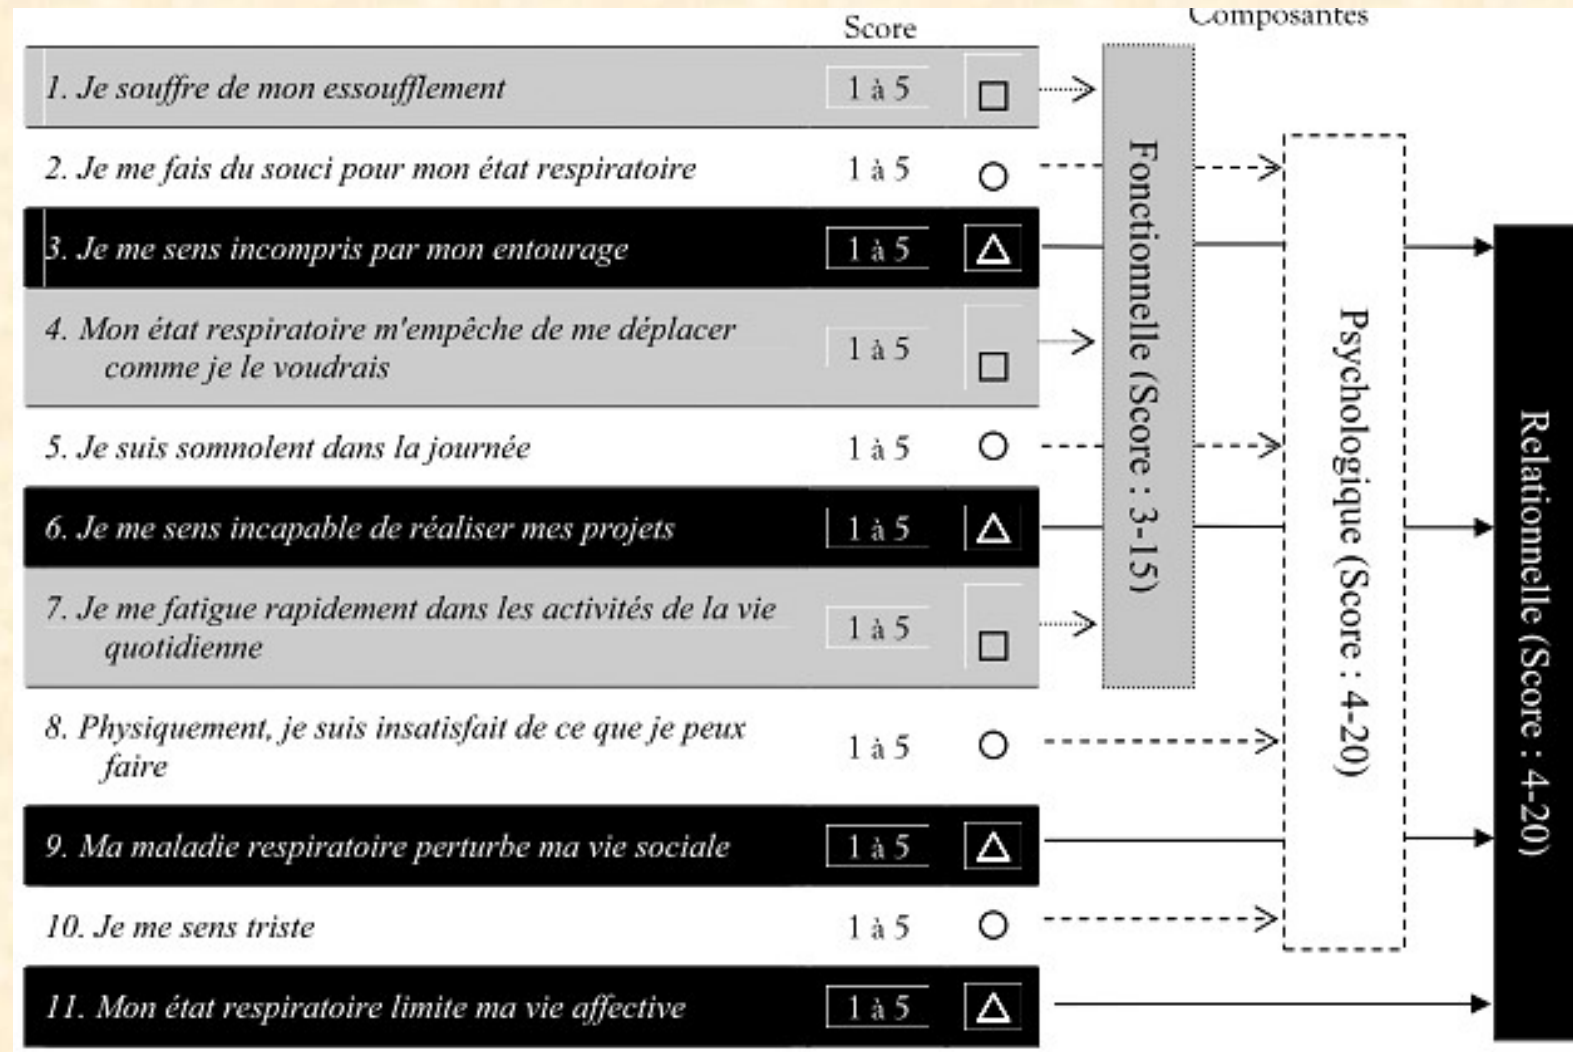 Score
Composantes
1. Je souffre de mon essoufflement 1 à 5
2. Je me fais du souci pour mon état respiratoire 1 à 5
3. Je me sens incompris par mon entourage 1 à 5
4. Mon état respiratoire m'empêche de me déplacer
comme je le voudrais 1 à 5
5. Je suis somnolent dans la journée 1 à 5
6. Je me sens incapable de réaliser mes projets 1 à 5
7. Je me fatigue rapidement dans les activités de la vie
quotidienne 1 à 5
8. Physiquement, je suis insatisfait de ce que je peux
faire 1 à 5
9. Ma maladie respiratoire perturbe ma vie sociale 1 à 5
10. Je me sens triste 1 à 5
11. Mon état respiratoire limite ma vie affective 1 à 5
Fonctionnelle (Score : 3-15)
Psychologique (Score : 4-20)
Relationnelle (Score : 4-20)